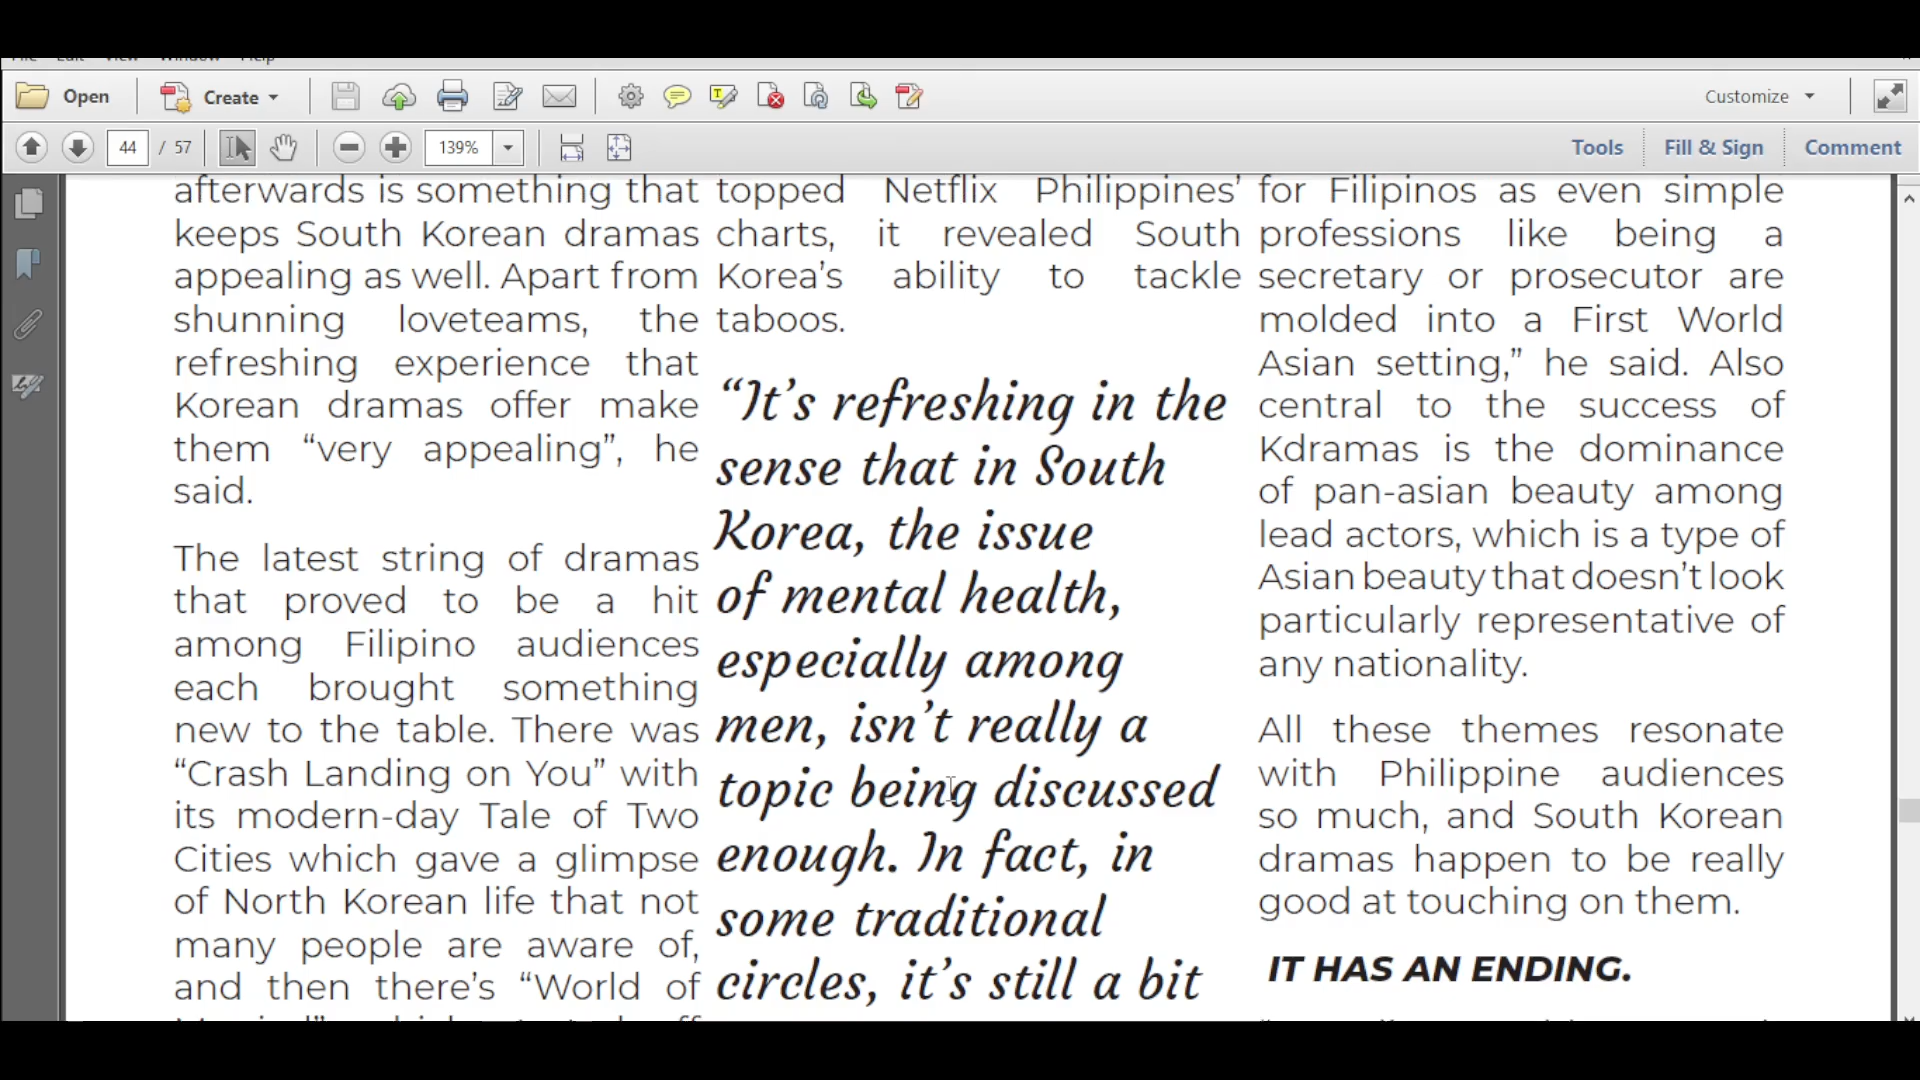 File Edit View Window Help
Open
Create
Customize
44 / 57
139%
Tools
Fill & Sign
Comment
afterwards is something that
keeps South Korean dramas
appealing as well. Apart from
shunning loveteams, the
refreshing experience that
Korean dramas offer make
them “very appealing”, he
said.
The latest string of dramas
that proved to be a hit
among Filipino audiences
each brought something
new to the table. There was
“Crash Landing on You” with
its modern-day Tale of Two
Cities which gave a glimpse
of North Korean life that not
many people are aware of,
and then there’s “World of
topped Netflix Philippines’
charts, it revealed South
Korea’s ability to tackle
taboos.
“It’s refreshing in the
sense that in South
Korea, the issue
of mental health,
especially among
men, isn’t really a
topic being discussed
enough. In fact, in
some traditional
circles, it’s still a bit
for Filipinos as even simple
professions like being a
secretary or prosecutor are
molded into a First World
Asian setting,” he said. Also
central to the success of
Kdramas is the dominance
of pan-asian beauty among
lead actors, which is a type of
Asian beauty that doesn’t look
particularly representative of
any nationality.
All these themes resonate
with Philippine audiences
so much, and South Korean
dramas happen to be really
good at touching on them.
IT HAS AN ENDING.